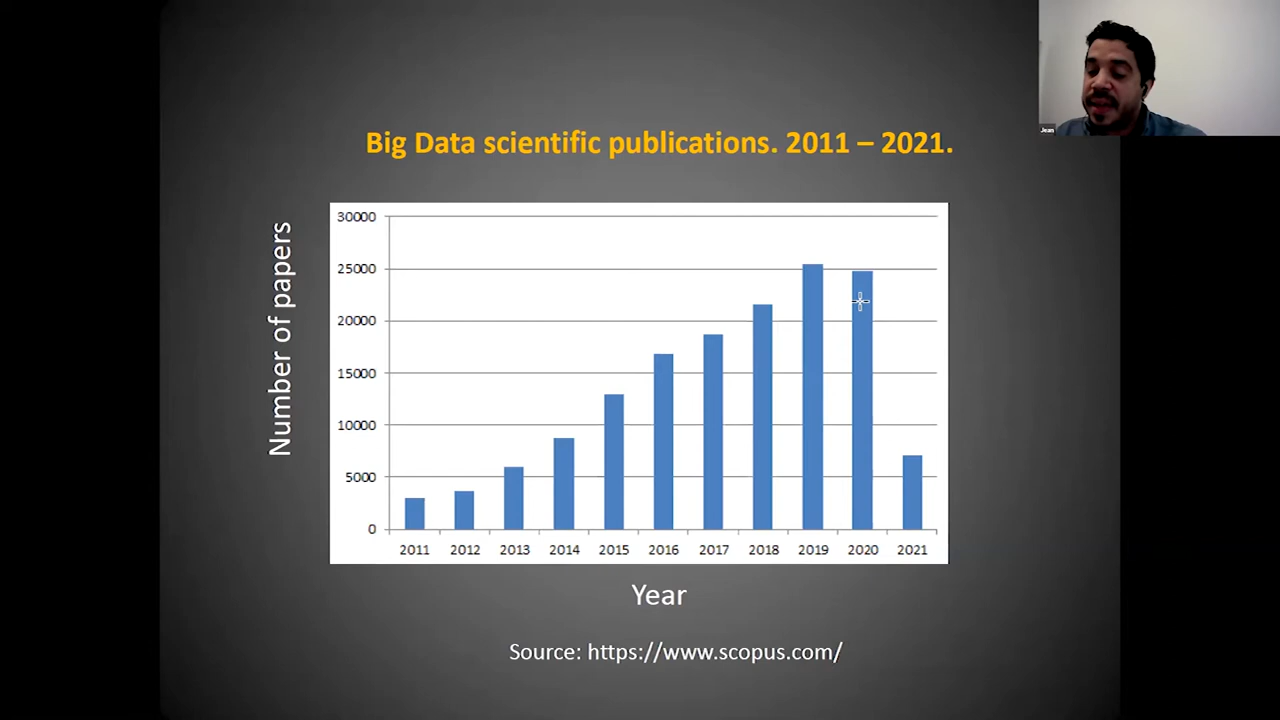 Jean
Big Data scientific publications. 2011 – 2021.
Number of papers
30000
25000
20000
15000
10000
5000
0
2011 2012 2013 2014 2015 2016 2017 2018 2019 2020 2021
Year
Source: https://www.scopus.com/